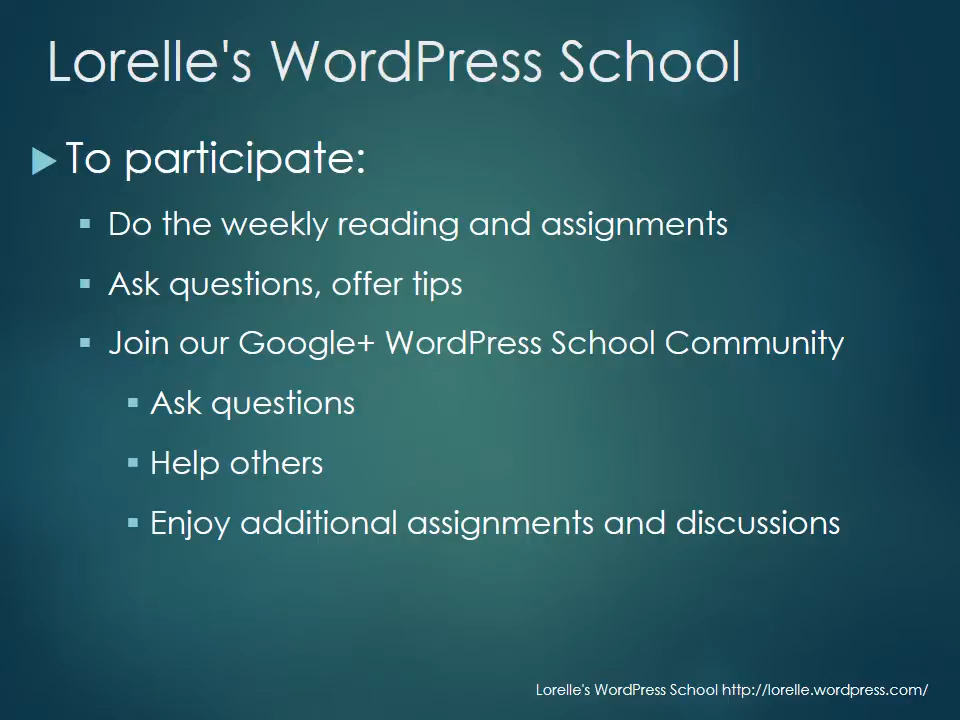 Lorelle's WordPress School
To participate:
Do the weekly reading and assignments
Ask questions, offer tips
Join our Google+ WordPress School Community
Ask questions
Help others
Enjoy additional assignments and discussions
Lorelle's WordPress School http://lorelle.wordpress.com/